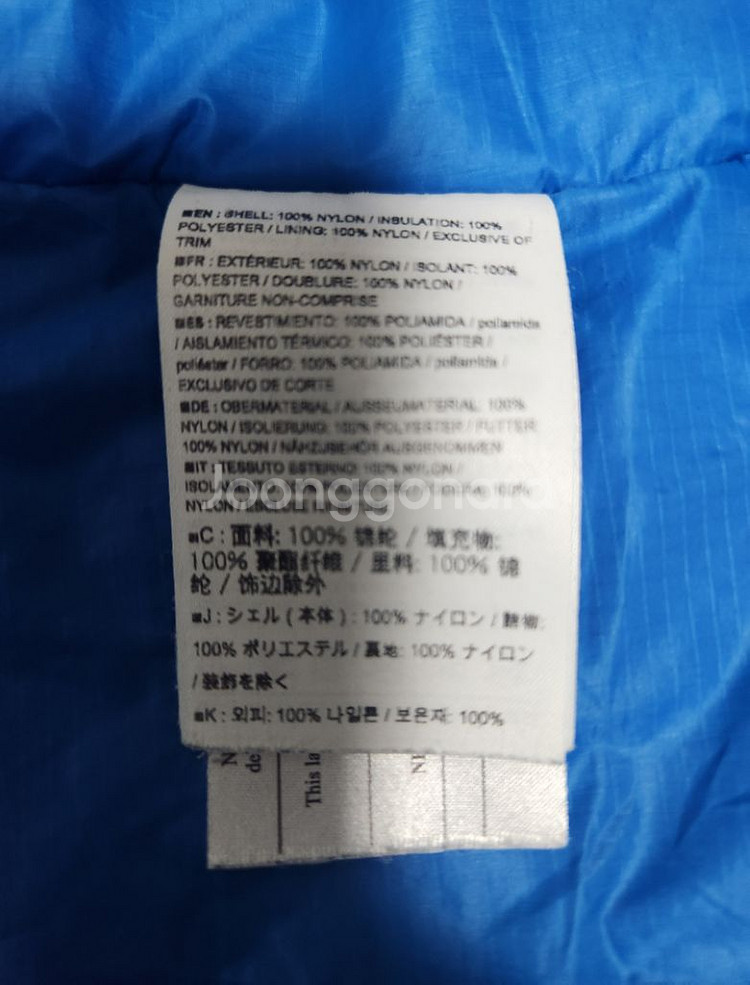 ■EN : SHELL: 100% NYLON / INSULATION: 100%
POLYESTER / LINING: 100% NYLON / EXCLUSIVE OF
TRIM
■FR : EXTÉRIEUR: 100% NYLON / ISOLANT: 100%
POLYESTER / DOUBLURE: 100% NYLON /
GARNITURE NON-COMPRISE
■ES : REVESTIMIENTO: 100% POLIAMIDA / poliamida
/ AISLAMIENTO TÉRMICO: 100% POLIÉSTER /
poliéster / FORRO: 100% POLIAMIDA / poliamida /
EXCLUSIVO DE CORTE
■DE : OBERMATERIAL / AUSSEUMATERIAL: 100%
NYLON / ISOLIERUNG: 100% POLYESTER / FUTTER:
100% NYLON / NÄHZUBEHÖR AUSGENOMMEN
■IT : TESSUTO ESTERNO: 100% NYLON /
100%
NYLON /
Joonggonara
■C : 面料: 100% 锦纶 / 填充物:
100% 聚酯纤维 / 里料: 100% 锦
纶 / 饰边除外
■J : シェル ( 本体 ) : 100% ナイロン /
100% ポリエステル / 裏地: 100% ナイロン
/ 装飾を除く
■K : 외피: 100% 나일론 / 보온재: 100%
N
do
This la
NE